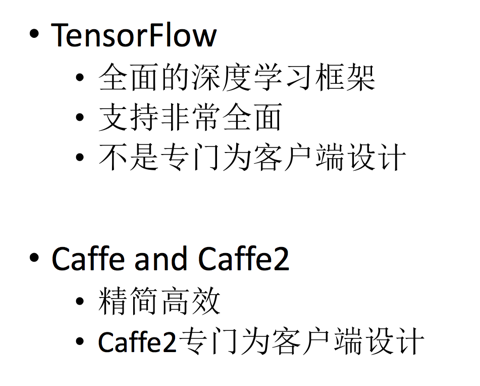 • TensorFlow
• 全面的深度学习框架
• 支持非常全面
• 不是专门为客户端设计
• Caffe and Caffe2
• 精简高效
• Caffe2专门为客户端设计